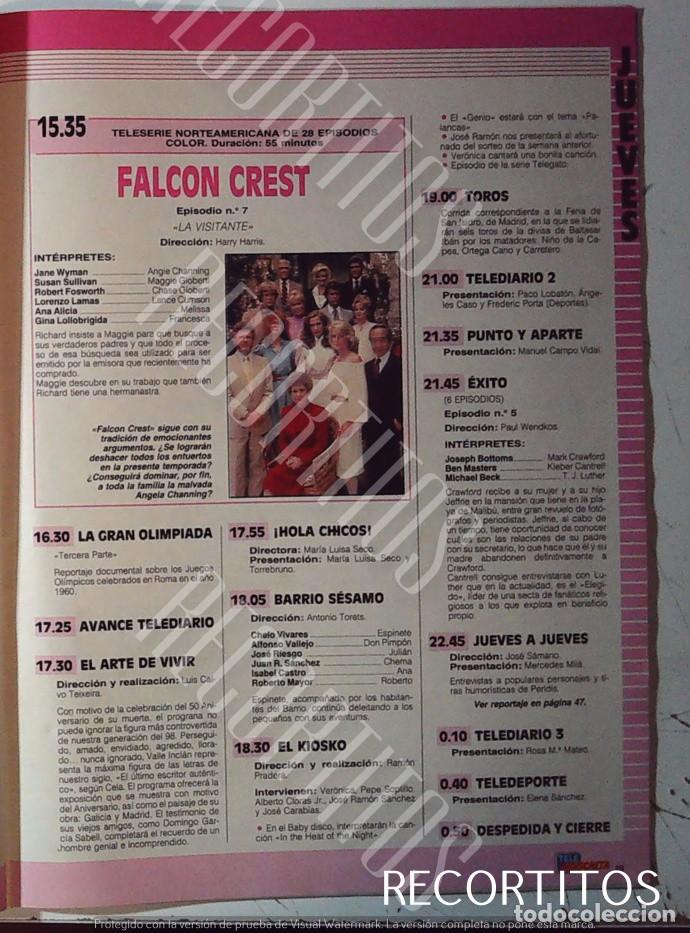 JUEVES
15.35
TELESERIE NORTEAMERICANA DE 28 EPISODIOS
COLOR. Duración: 55 minutos
FALCON CREST
Episodio n.º 7
«LA VISITANTE»
Dirección: Harry Harris.
INTÉRPRETES:
Jane Wyman Angie Channing
Susan Sullivan Maggie Gioberti
Robert Fosworth Chase Gioberti
Lorenzo Lamas Lance Cumson
Ana Alicia Melissa
Gina Lollobrigida Francesca
Richard insiste a Maggie para que busque a
sus verdaderos padres y que todo el proce-
so de esa búsqueda sea utilizado para ser
emitido por la emisora que recientemente ha
comprado.
Maggie descubre en su trabajo que también
Richard tiene una hermanastra.
«Falcon Crest» sigue con su
tradición de emocionantes
argumentos. ¿Se lograrán
deshacer todos los entuertos
en la presente temporada?
¿Conseguirá dominar, por fin,
a toda la familia la malvada
Angela Channing?
16.30 LA GRAN OLIMPIADA
«Tercera Parte»
Reportaje documental sobre los Juegos
Olímpicos celebrados en Roma en el año
1960.
17.25 AVANCE TELEDIARIO
17.30 EL ARTE DE VIVIR
Dirección y realización: Luis Cal-
vo Teixeira.
Con motivo de la celebración del 50 Ani-
versario de su muerte, el programa no
puede ignorar la figura más controvertida
de nuestra generación del 98. Persegui-
do, amado, envidiado, agredido, llora-
do... nunca ignorado, Valle Inclán repre-
senta la máxima figura de las letras de
nuestro siglo, «El último escritor auténti-
co», según Cela. El programa ofrecerá la
exposición que se muestra con motivo
del Aniversario, así como el paisaje de su
obra: Galicia y Madrid. El testimonio de
sus viejos amigos, como Domingo Gar-
cía Sabell, completará el recuerdo de un
hombre genial e incomprendido.
17.55 ¡HOLA CHICOS!
Directora: María Luisa Seco.
Presentación: María Luisa Seco y
Torrebruno.
18.05 BARRIO SÉSAMO
Dirección: Antonio Torets.
Chelo Vivares Espinete
Alfonso Vallejo Don Pimpón
José Riesgo Julián
Juan R. Sánchez Chema
Isabel Castro Ana
Roberto Mayor Roberto
Espinete, acompañado por los habitan-
tes del Barrio, continúa deleitando a los
pequeños con sus aventuras.
18.30 EL KIOSKO
Dirección y realización: Ramón
Pradera.
Intervienen: Verónica, Pepe Soplillo,
Alberto Cloras Jr., José Ramón Sánchez
y José Carabias.
• En el Baby disco, interpretarán la can-
ción «In the Heat of the Night».
• El «Genio» estará con el tema «Pa-
lancas»
• José Ramón nos presentará al afortu-
nado del sorteo de la semana anterior.
• Verónica cantará una bonita canción.
• Episodio de la serie Telegato.
19.00 TOROS
Corrida correspondiente a la Feria de
San Isidro, de Madrid, en la que se lidia-
rán seis toros de la divisa de Baltasar
Ibán por los matadores: Niño de la Ca-
pea, Ortega Cano y Carretero.
21.00 TELEDIARIO 2
Presentación: Paco Lobatón, Ánge-
les Caso y Frederic Porta (Deportes).
21.35 PUNTO Y APARTE
Presentación: Manuel Campo Vidal.
21.45 ÉXITO
(6 EPISODIOS)
Episodio n.º 5
Dirección: Paul Wendkos.
INTÉRPRETES:
Joseph Bottoms Mark Crawford
Ben Masters Kleber Cantrell
Michael Beck T. J. Luther
Crawford recibe a su mujer y a su hijo
Jeffrie en la mansión que tiene en la pla-
ya de Malibú, entre gran revuelo de fotó-
grafos y periodistas. Jeffrie, al cabo de
un tiempo, tiene oportunidad de conocer
cuáles son las relaciones de su padre
con su secretario, lo que hace que él y su
madre abandonen definitivamente a
Crawford.
Cantrell consigue entrevistarse con Lu-
ther que en la actualidad, es el «Elegi-
do», líder de una secta de fanáticos reli-
giosos a los que explota en beneficio
propio.
22.45 JUEVES A JUEVES
Dirección: José Sámano.
Presentación: Mercedes Milá.
Entrevistas a populares personajes y ti-
ras humorísticas de Peridis.
Ver reportaje en página 47.
0.10 TELEDIARIO 3
Presentación: Rosa M.ª Mateo.
0.40 TELEDEPORTE
Presentación: Elena Sánchez.
0.50 DESPEDIDA Y CIERRE
TELE
INDISCRETA
RECORTITOS
RECORTITOS
RECORTITOS
RECORTITOS
todocoleccion
Protegido con la versión de prueba de Visual Watermark. La versión completa no pone esta marca.